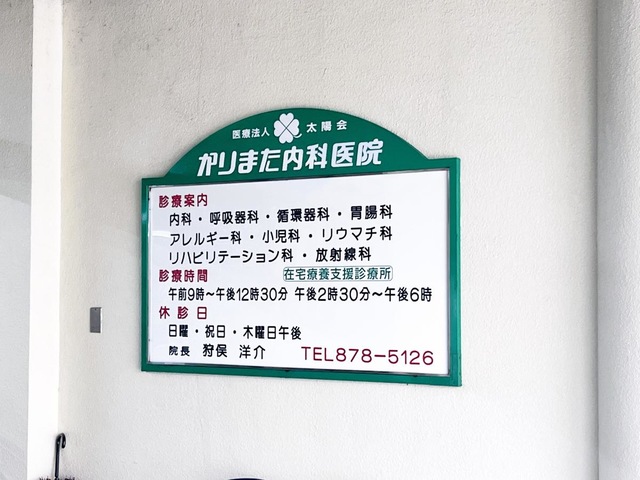 医療法人 太陽会
かりまた内科医院
診療案内
内科・呼吸器科・循環器科・胃腸科
アレルギー科・小児科・リウマチ科
リハビリテーション科・放射線科
診療時間 在宅療養支援診療所
午前9時〜午後12時30分 午後2時30分〜午後6時
休診日
日曜・祝日・木曜日午後
院長 狩俣 洋介 TEL878-5126